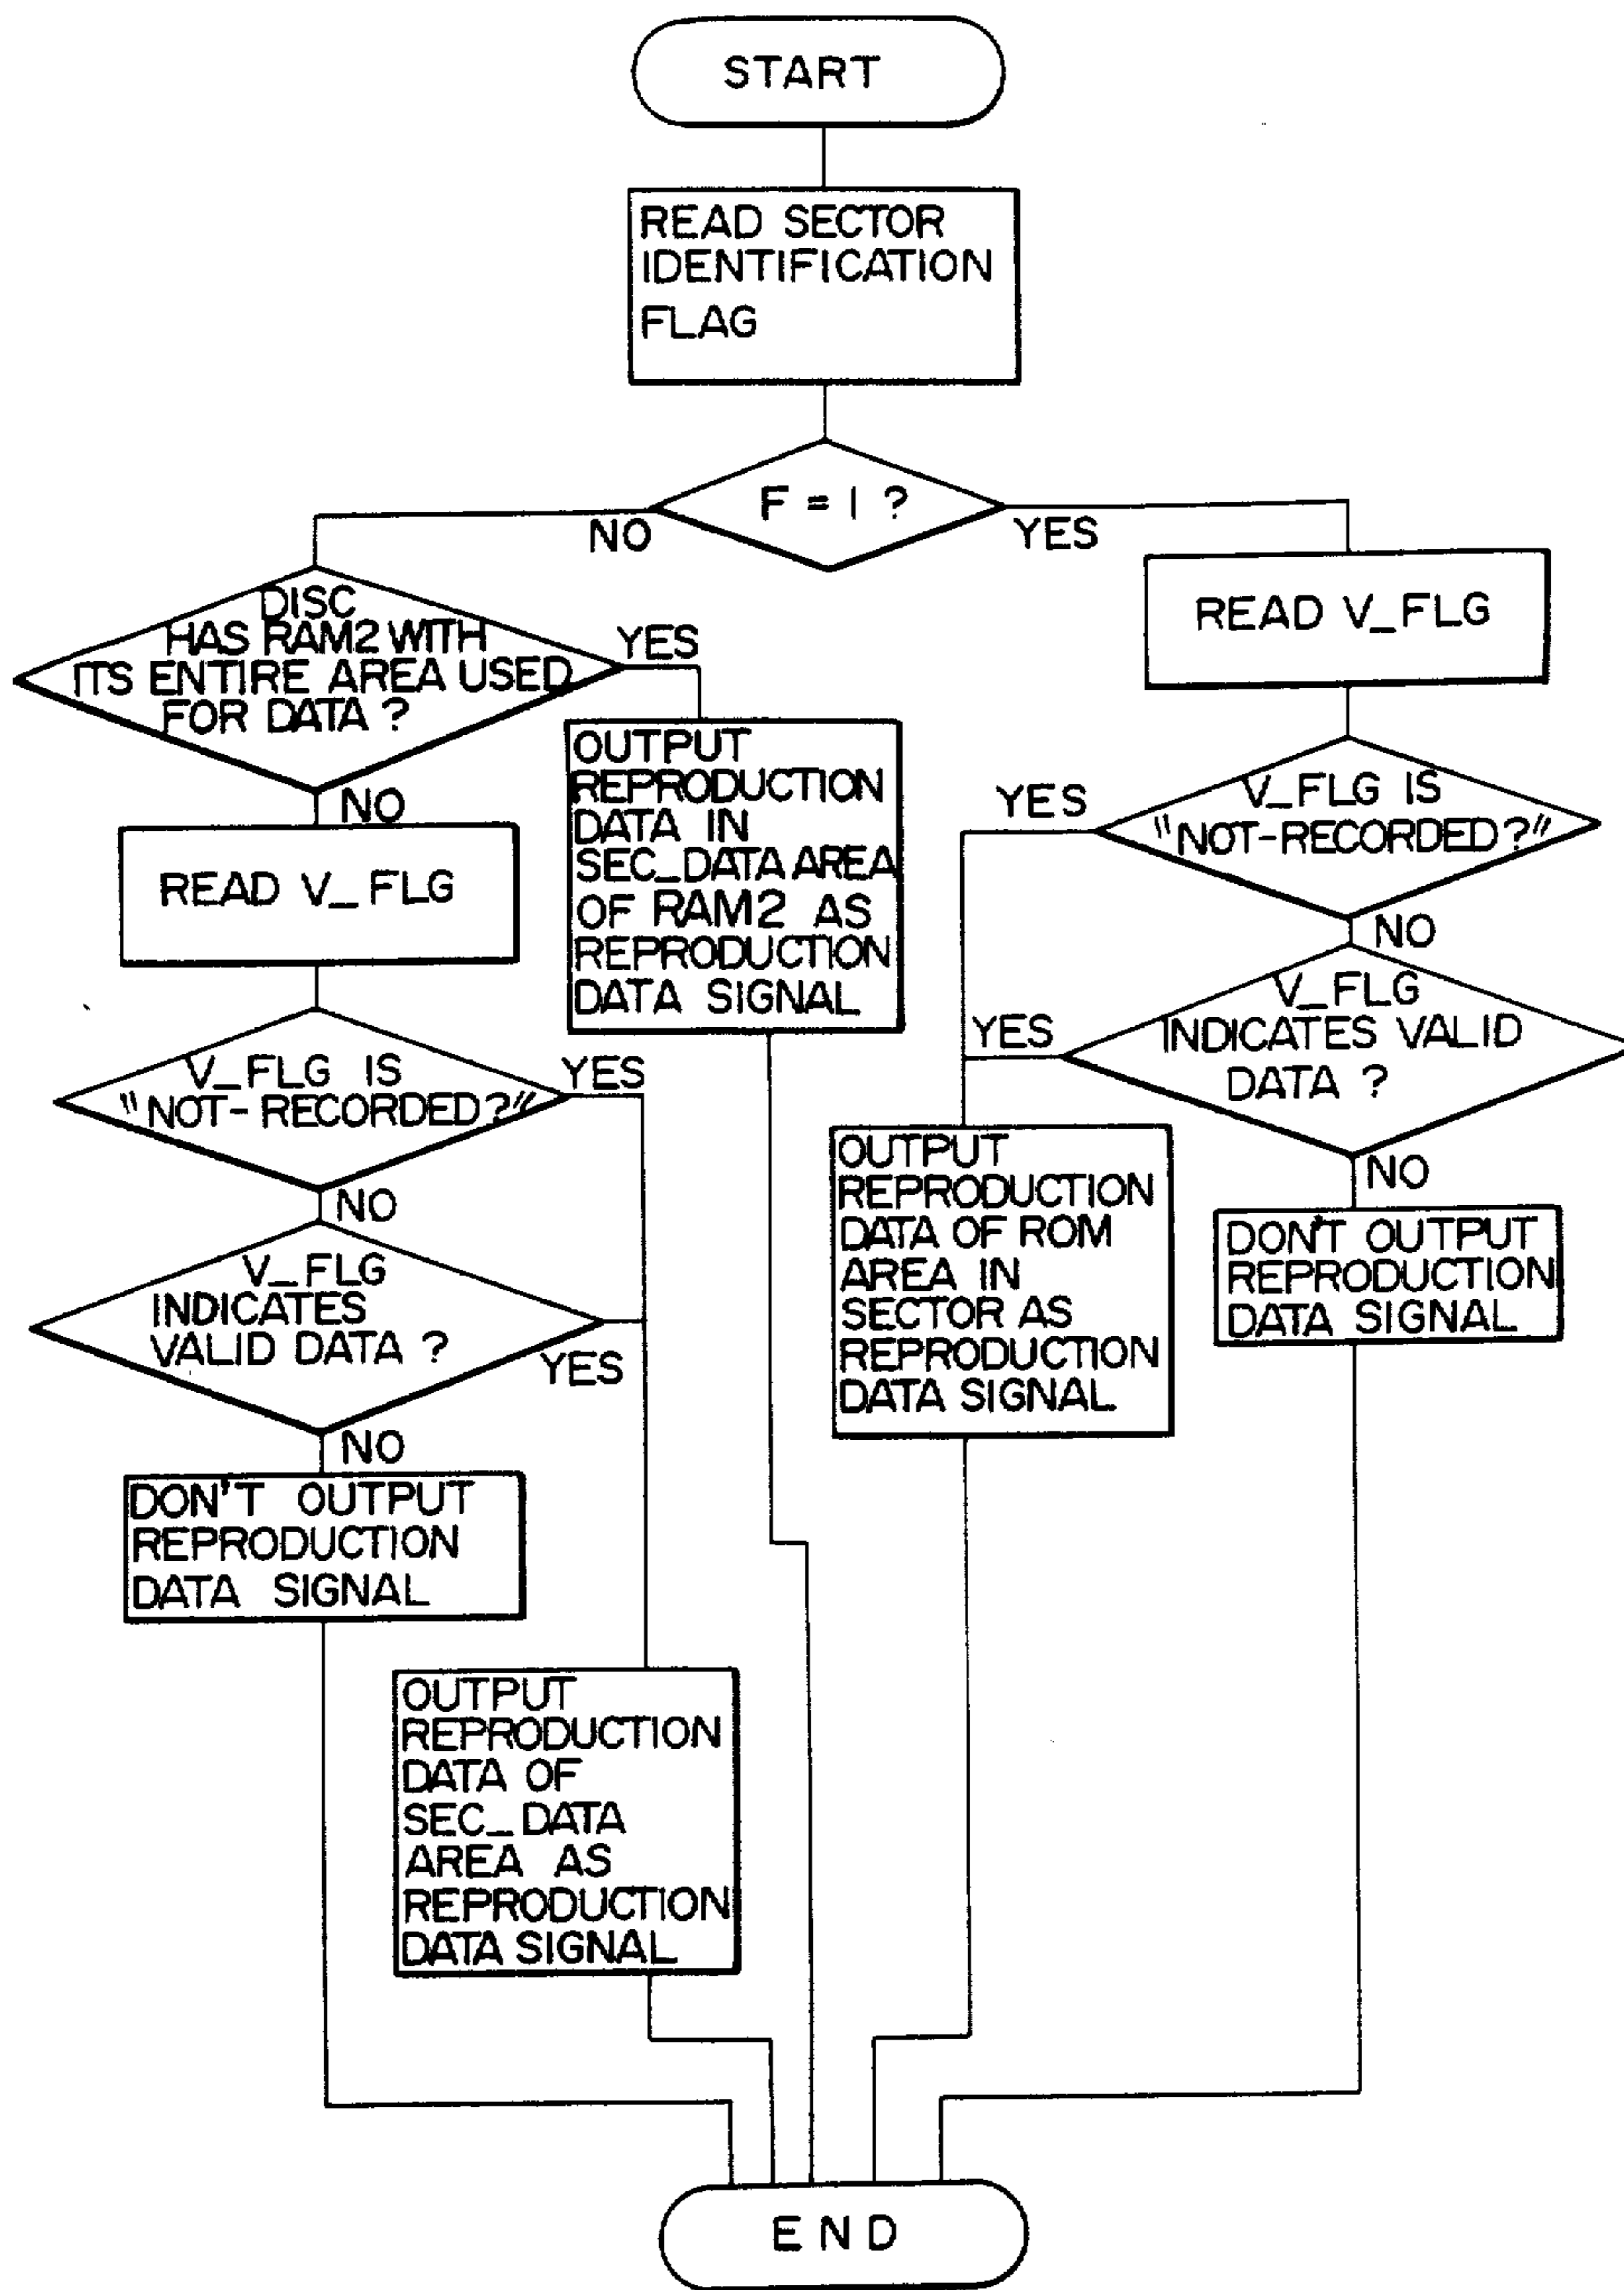 START
READ SECTOR
IDENTIFICATION
FLAG
F = 1 ?
NO
YES
DISC
HAS RAM2 WITH
ITS ENTIRE AREA USED
FOR DATA ?
YES
NO
READ V_FLG
OUTPUT
REPRODUCTION
DATA IN
SEC_DATA AREA
OF RAM2 AS
REPRODUCTION
DATA SIGNAL
V_FLG IS
"NOT-RECORDED?"
YES
NO
V_FLG
INDICATES
VALID DATA ?
YES
NO
DON'T OUTPUT
REPRODUCTION
DATA SIGNAL
OUTPUT
REPRODUCTION
DATA OF
SEC_DATA
AREA AS
REPRODUCTION
DATA SIGNAL
READ V_FLG
YES
V_FLG IS
"NOT-RECORDED?"
NO
YES
V_FLG
INDICATES VALID
DATA ?
NO
OUTPUT
REPRODUCTION
DATA OF ROM
AREA IN
SECTOR AS
REPRODUCTION
DATA SIGNAL
DON'T OUTPUT
REPRODUCTION
DATA SIGNAL
END